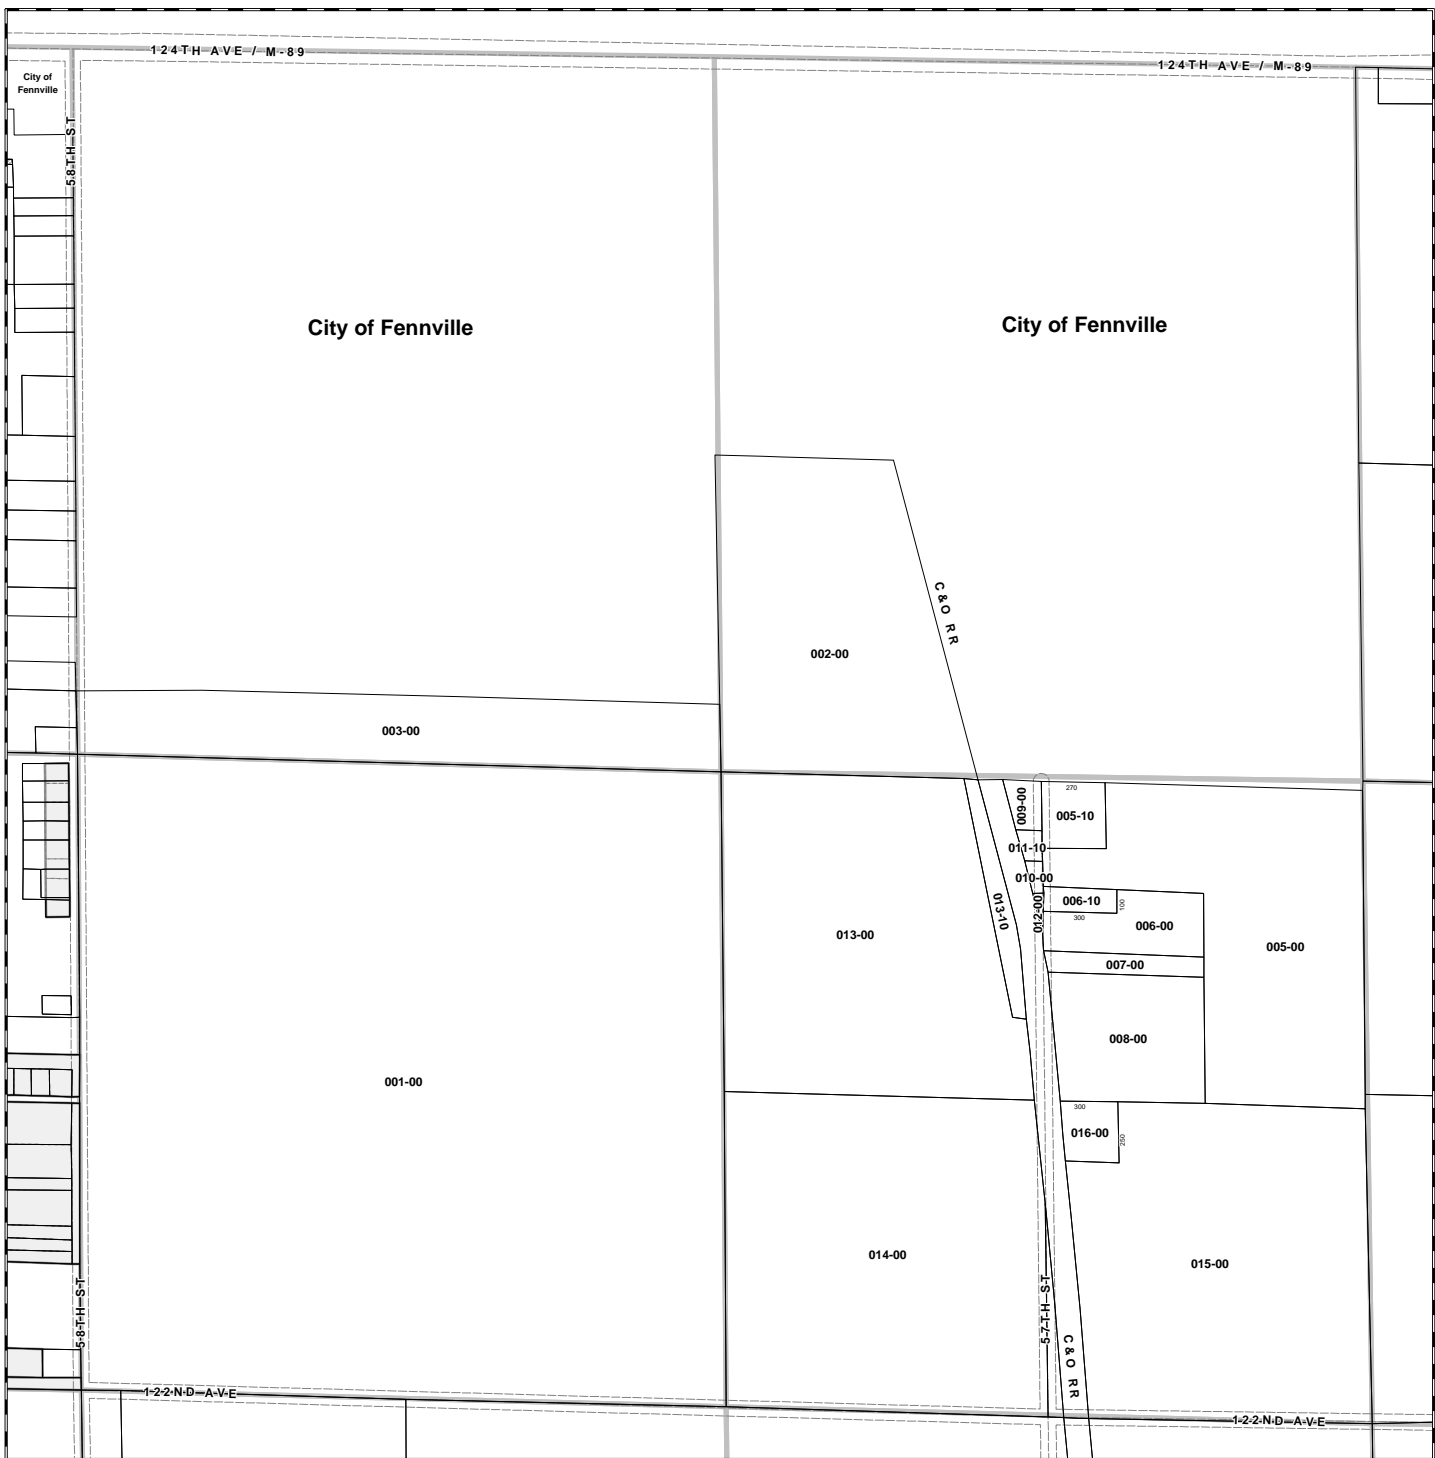 124TH AVE / M-89
124TH AVE / M-89
City of
Fennville
58TH ST
City of Fennville
City of Fennville
C&O RR
002-00
003-00
009-00
270
005-10
011-10
010-00
013-10
012-00
006-10
100
300
006-00
013-00
005-00
007-00
008-00
001-00
300
016-00
250
014-00
015-00
58TH ST
57TH ST
C&O RR
122ND AVE
122ND AVE